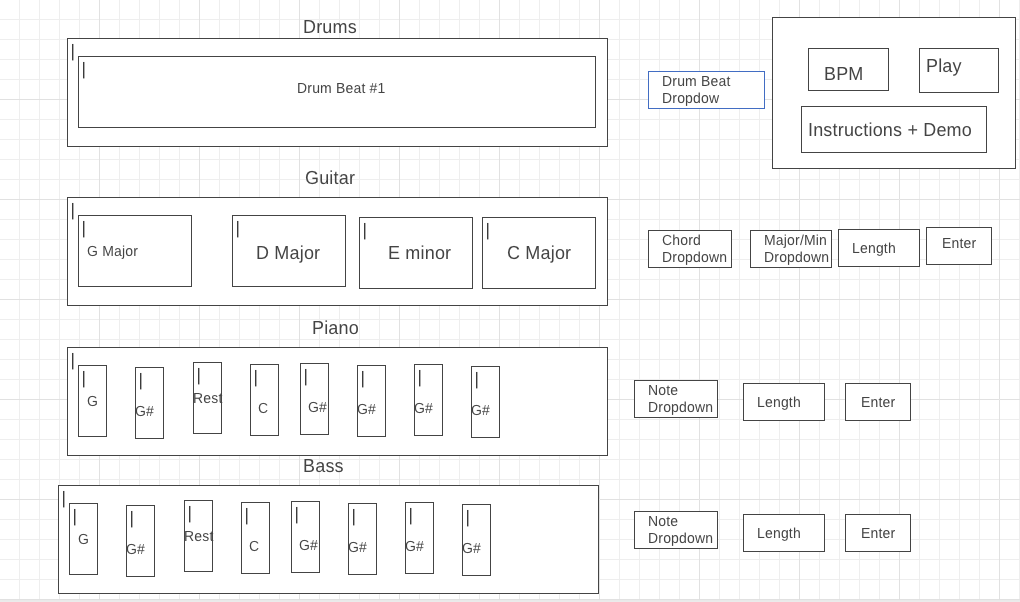 Drums
Drum Beat #1
Drum Beat
Dropdow
BPM
Play
Instructions + Demo
Guitar
G Major
D Major
E minor
C Major
Chord
Dropdown
Major/Min
Dropdown
Length
Enter
Piano
G
G#
Rest
C
G#
G#
G#
G#
Note
Dropdown
Length
Enter
Bass
G
G#
Rest
C
G#
G#
G#
G#
Note
Dropdown
Length
Enter